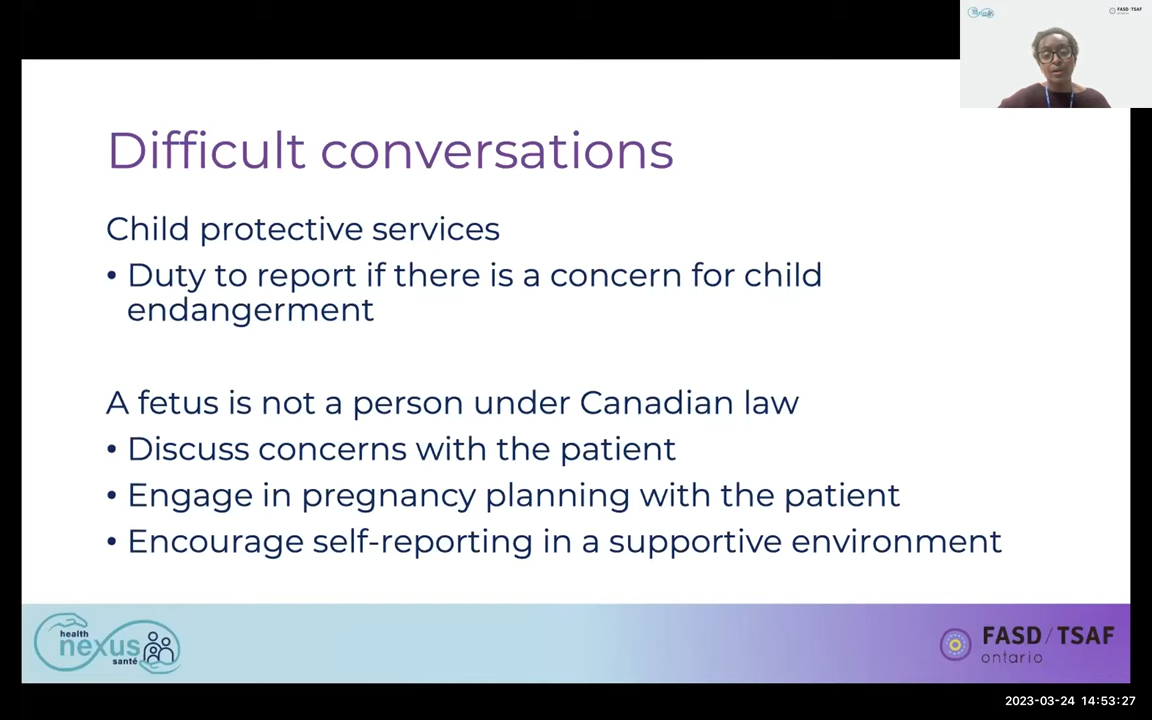 FASD/TSAF
Difficult conversations
Child protective services
• Duty to report if there is a concern for child
endangerment
A fetus is not a person under Canadian law
• Discuss concerns with the patient
• Engage in pregnancy planning with the patient
• Encourage self-reporting in a supportive environment
health
nexus
santé
FASD/TSAF
ontario
2023-03-24 14:53:27